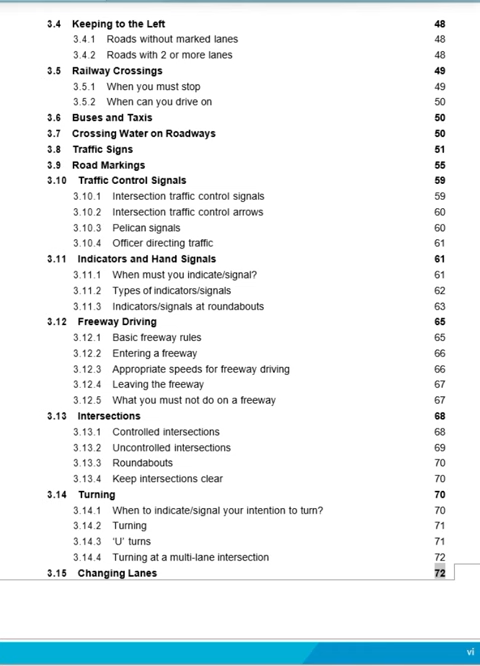 3.4 Keeping to the Left 48
3.4.1 Roads without marked lanes 48
3.4.2 Roads with 2 or more lanes 48
3.5 Railway Crossings 49
3.5.1 When you must stop 49
3.5.2 When can you drive on 50
3.6 Buses and Taxis 50
3.7 Crossing Water on Roadways 50
3.8 Traffic Signs 51
3.9 Road Markings 55
3.10 Traffic Control Signals 59
3.10.1 Intersection traffic control signals 59
3.10.2 Intersection traffic control arrows 60
3.10.3 Pelican signals 60
3.10.4 Officer directing traffic 61
3.11 Indicators and Hand Signals 61
3.11.1 When must you indicate/signal? 61
3.11.2 Types of indicators/signals 62
3.11.3 Indicators/signals at roundabouts 63
3.12 Freeway Driving 65
3.12.1 Basic freeway rules 65
3.12.2 Entering a freeway 66
3.12.3 Appropriate speeds for freeway driving 66
3.12.4 Leaving the freeway 67
3.12.5 What you must not do on a freeway 67
3.13 Intersections 68
3.13.1 Controlled intersections 68
3.13.2 Uncontrolled intersections 69
3.13.3 Roundabouts 70
3.13.4 Keep intersections clear 70
3.14 Turning 70
3.14.1 When to indicate/signal your intention to turn? 70
3.14.2 Turning 71
3.14.3 ‘U’ turns 71
3.14.4 Turning at a multi-lane intersection 72
3.15 Changing Lanes 72
vi